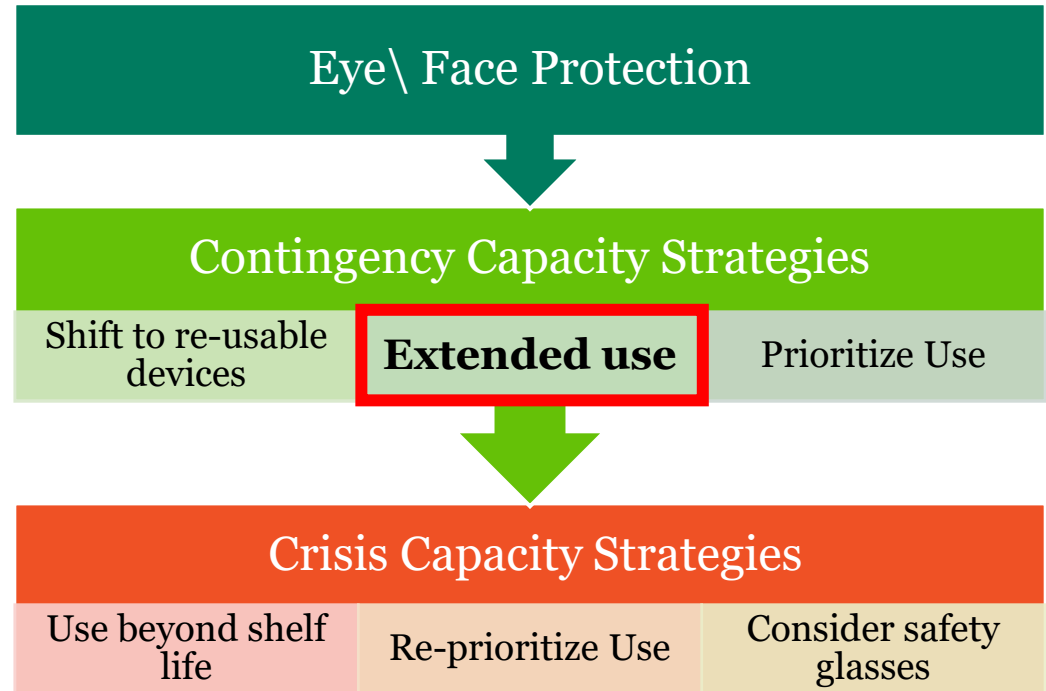 Eye\ Face Protection
Contingency Capacity Strategies
Shift to re-usable
devices
Extended use
Prioritize Use
Crisis Capacity Strategies
Use beyond shelf
life
Re-prioritize Use
Consider safety
glasses